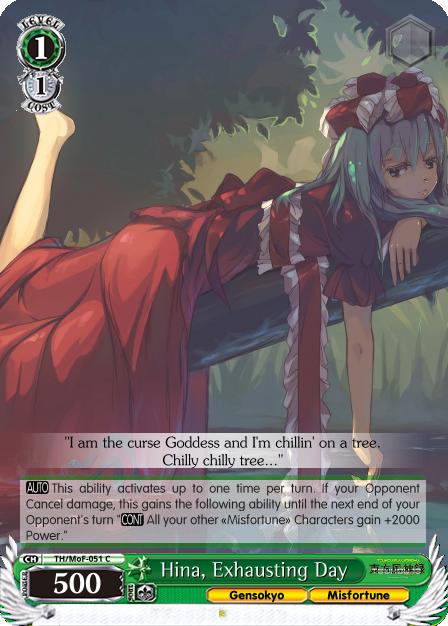 LEVEL
1
1
COST
"I am the curse Goddess and I'm chillin' on a tree.
Chilly chilly tree..."
AUTO This ability activates up to one time per turn. If your Opponent
Cancel damage, this gains the following ability until the next end of your
Opponent's turn "CONT All your other «Misfortune» Characters gain +2000
Power."
CH TH/MoF-051 C
POWER 500 SOUL Hina, Exhausting Day
Gensokyo Misfortune